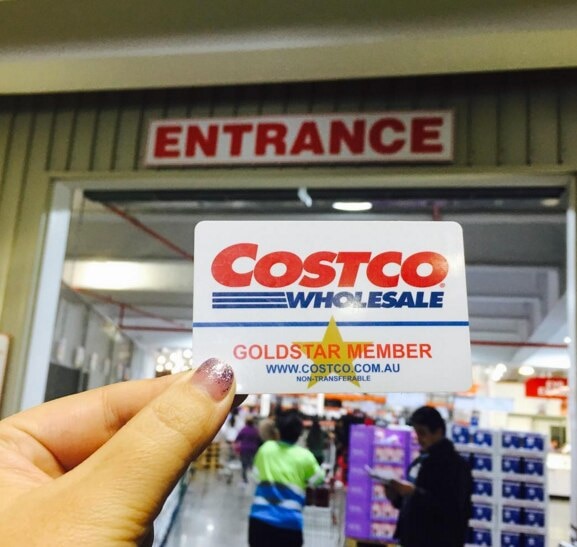 ENTRANCE
COSTCO
WHOLESALE
GOLDSTAR MEMBER
WWW.COSTCO.COM.AU
NON-TRANSFERABLE